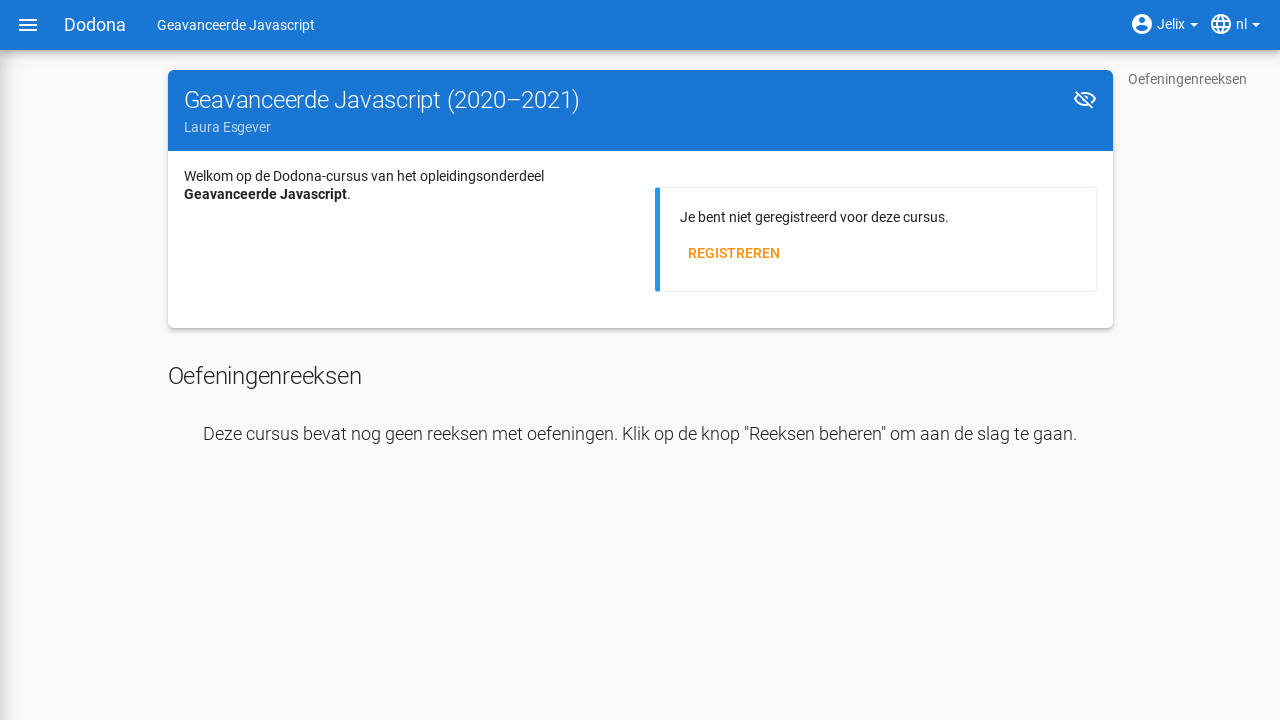 Dodona
Geavanceerde Javascript
Jelix
nl
Geavanceerde Javascript (2020–2021)
Laura Esgever
Oefeningenreeksen
Welkom op de Dodona-cursus van het opleidingsonderdeel
Geavanceerde Javascript.
Je bent niet geregistreerd voor deze cursus.
REGISTREREN
Oefeningenreeksen
Deze cursus bevat nog geen reeksen met oefeningen. Klik op de knop "Reeksen beheren" om aan de slag te gaan.